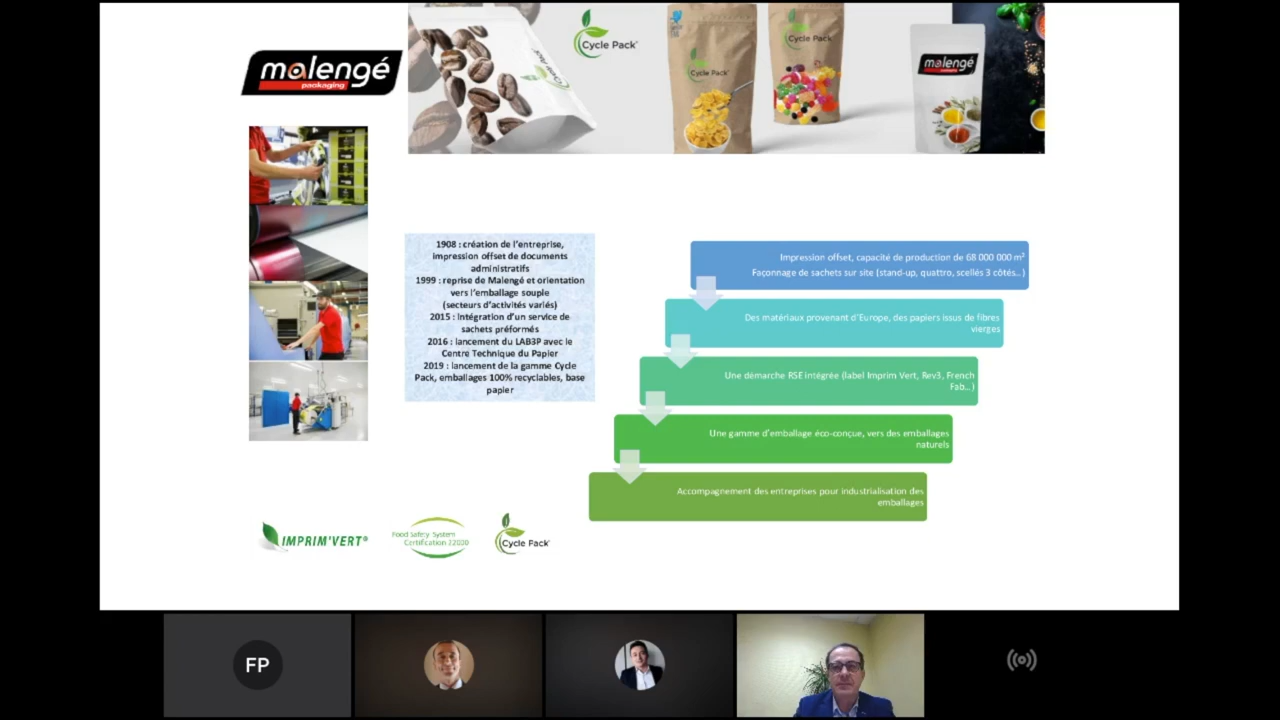 malengé
packaging
Cycle Pack
Cycle Pack
Cycle Pack
Cycle Pack
malengé
packaging
1908 : création de l'entreprise,
impression offset de documents
administratifs
1999 : reprise de Malengé et orientation
vers l'emballage souple
(secteurs d'activités variés)
2015 : intégration d'un service de
sachets préformés
2016 : lancement du LAB3P avec le
Centre Technique du Papier
2019 : lancement de la gamme Cycle
Pack, emballages 100% recyclables, base
papier
Impression offset, capacité de production de 68 000 000 m²
Façonnage de sachets sur site (stand-up, quattro, scellés 3 côtés…)
Des matériaux provenant d'Europe, des papiers issus de fibres
vierges
Une démarche RSE intégrée (label Imprim Vert, Rev3, French
Fab…)
Une gamme d'emballage éco-conçue, vers des emballages
naturels
Accompagnement des entreprises pour industrialisation des
emballages
IMPRIM'VERT®
Food Safety System
Certification 22000
Cycle Pack
FP